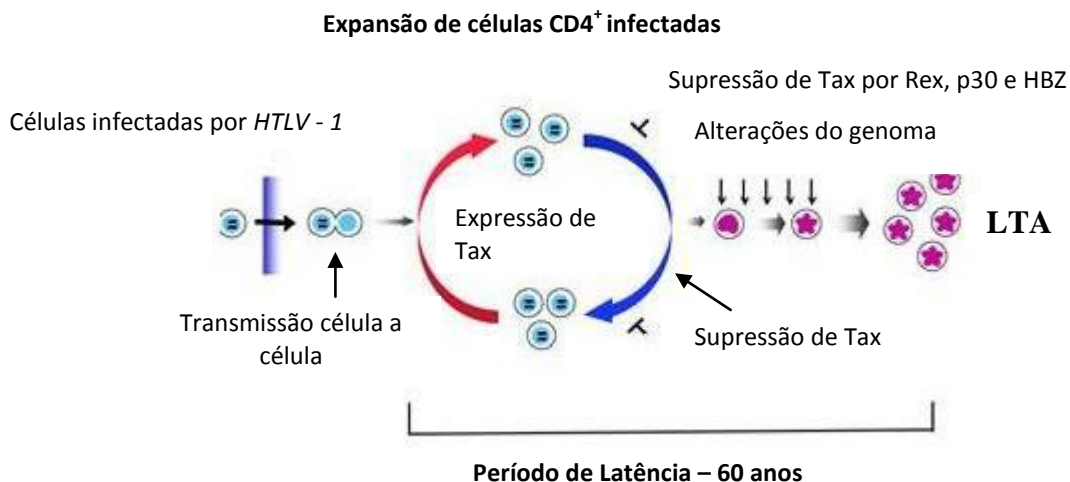 Expansão de células CD4+ infectadas
Supressão de Tax por Rex, p30 e HBZ
Células infectadas por HTLV - 1
Alterações do genoma
Expressão de
Tax
LTA
Transmissão célula a
célula
Supressão de Tax
Período de Latência – 60 anos